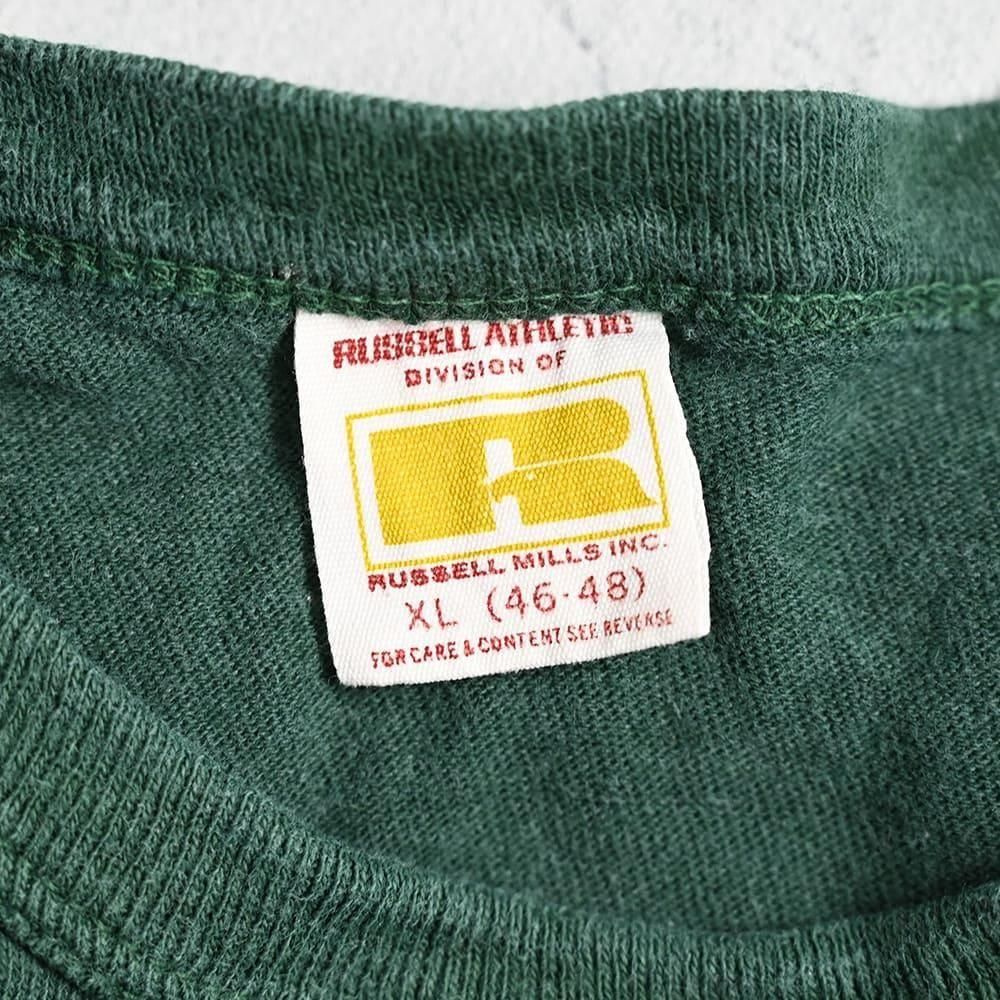 RUSSELL ATHLETIC
DIVISION OF
R
RUSSELL MILLS INC.
XL (46-48)
FOR CARE & CONTENT SEE REVERSE